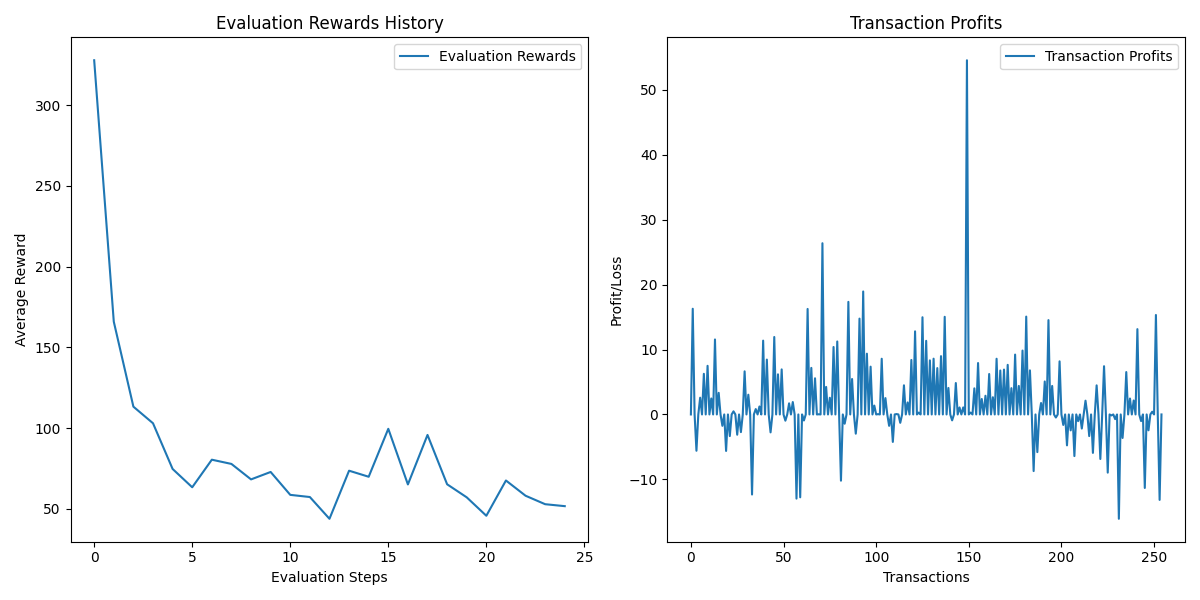 Evaluation Rewards History
Evaluation Rewards
300
250
200
150
100
50
Average Reward
0 5 10 15 20 25
Evaluation Steps
Transaction Profits
Transaction Profits
50
40
30
20
10
0
−10
Profit/Loss
0 50 100 150 200 250
Transactions